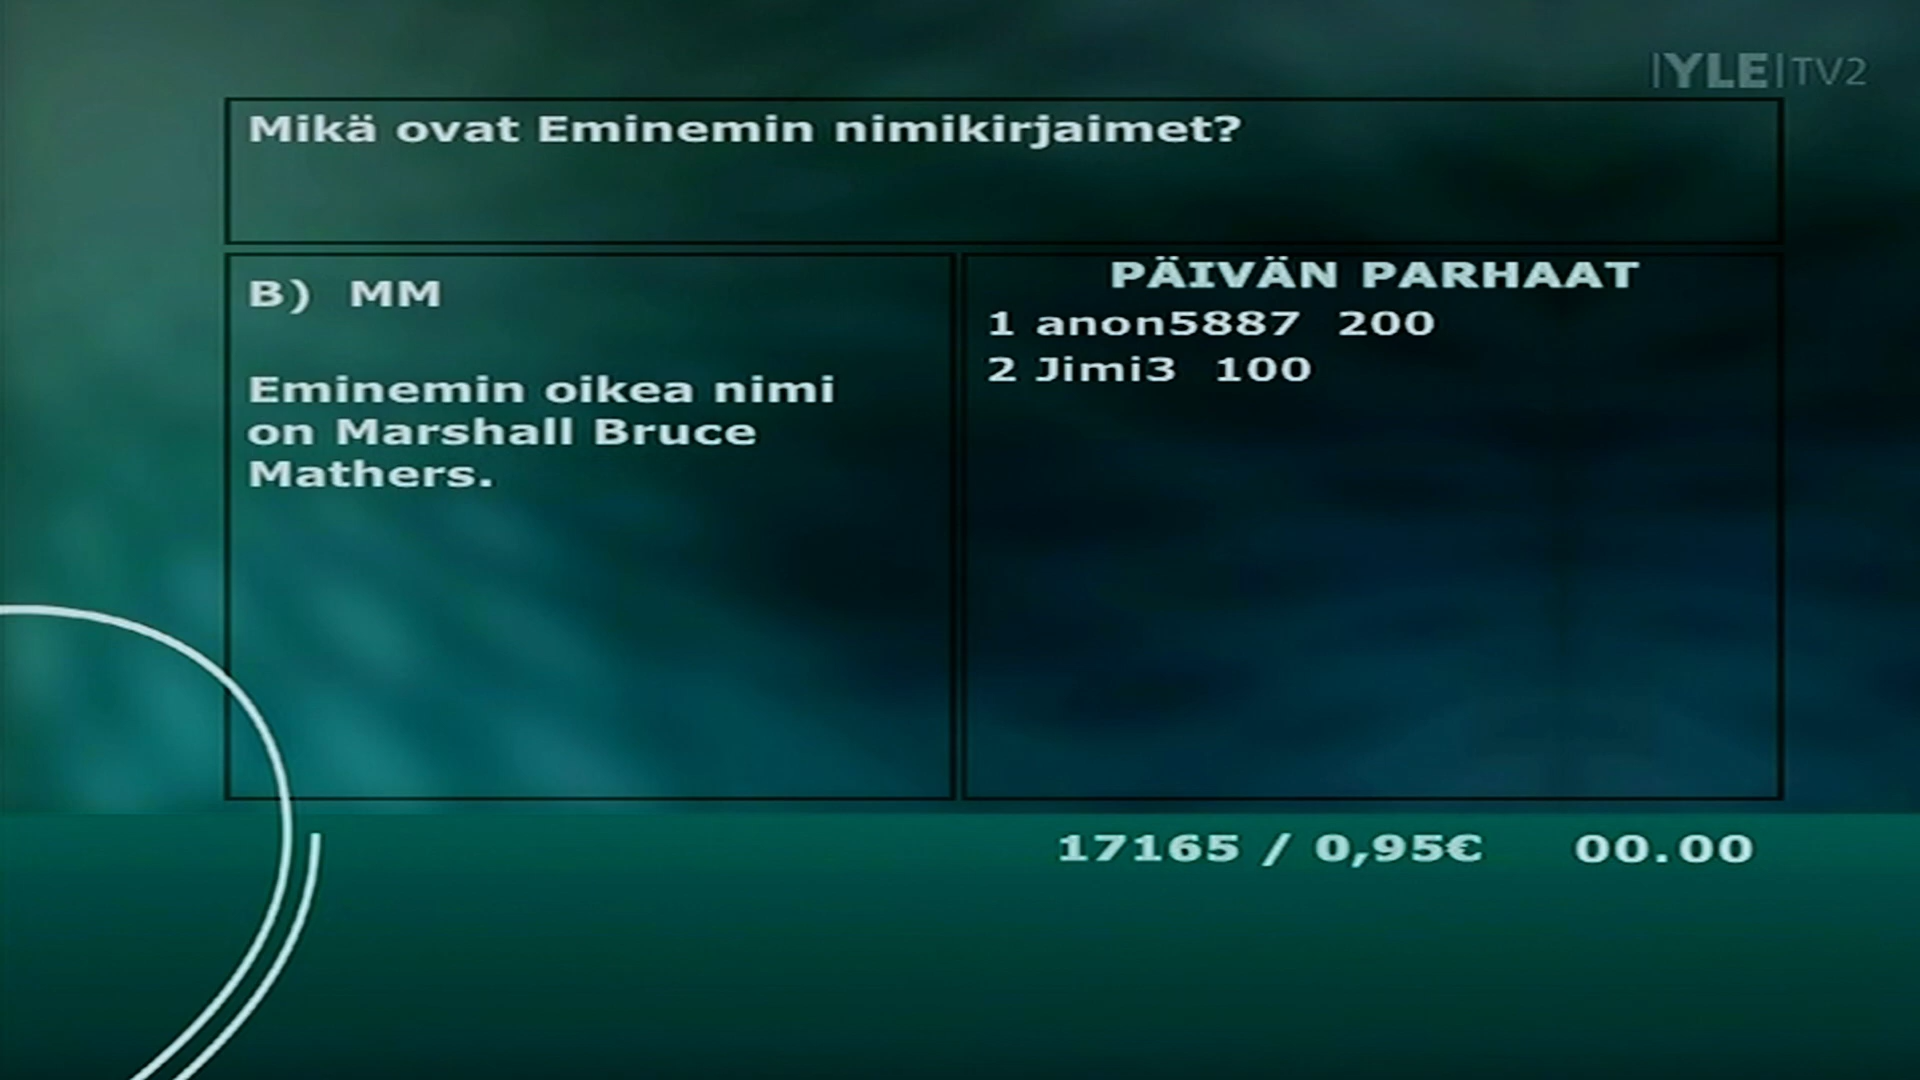 YLE TV2
Mikä ovat Eminemin nimikirjaimet?
B) MM
Eminemin oikea nimi
on Marshall Bruce
Mathers.
PÄIVÄN PARHAAT
1 anon5887 200
2 Jimi3 100
17165 / 0,95€ 00.00